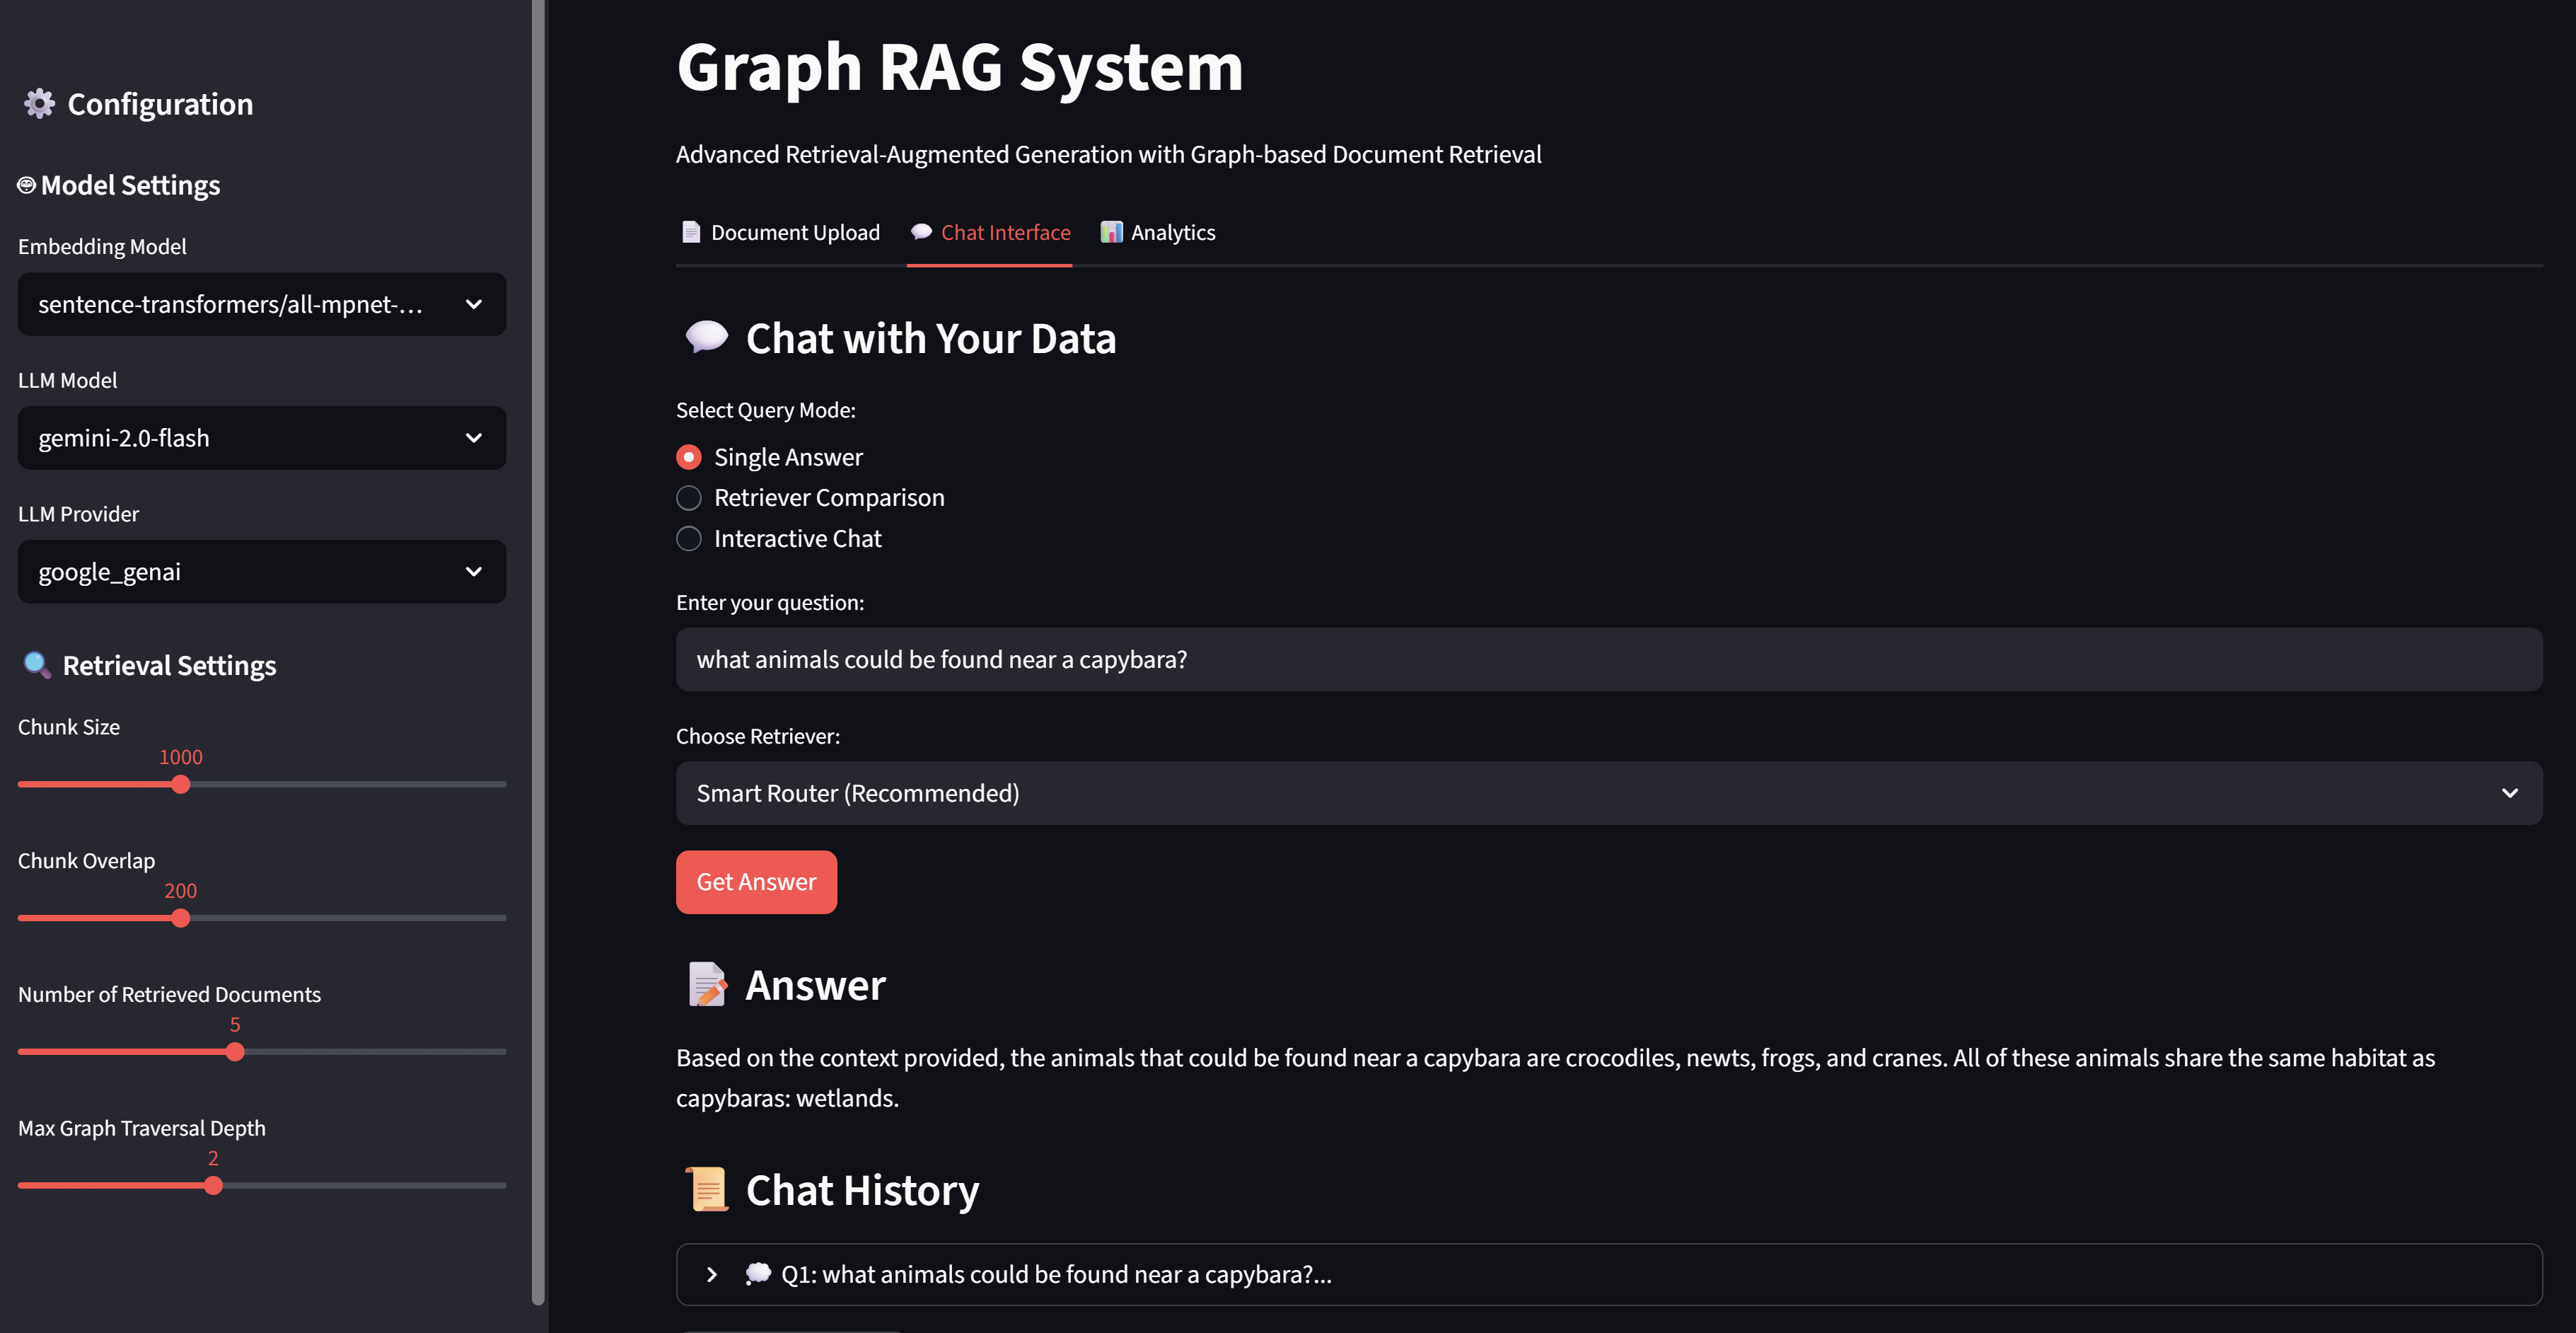 Configuration
Model Settings
Embedding Model
sentence-transformers/all-mpnet-...
LLM Model
gemini-2.0-flash
LLM Provider
google_genai
Retrieval Settings
Chunk Size
1000
Chunk Overlap
200
Number of Retrieved Documents
5
Max Graph Traversal Depth
2
Graph RAG System
Advanced Retrieval-Augmented Generation with Graph-based Document Retrieval
Document Upload Chat Interface Analytics
Chat with Your Data
Select Query Mode:
Single Answer
Retriever Comparison
Interactive Chat
Enter your question:
what animals could be found near a capybara?
Choose Retriever:
Smart Router (Recommended)
Get Answer
Answer
Based on the context provided, the animals that could be found near a capybara are crocodiles, newts, frogs, and cranes. All of these animals share the same habitat as
capybaras: wetlands.
Chat History
Q1: what animals could be found near a capybara?...